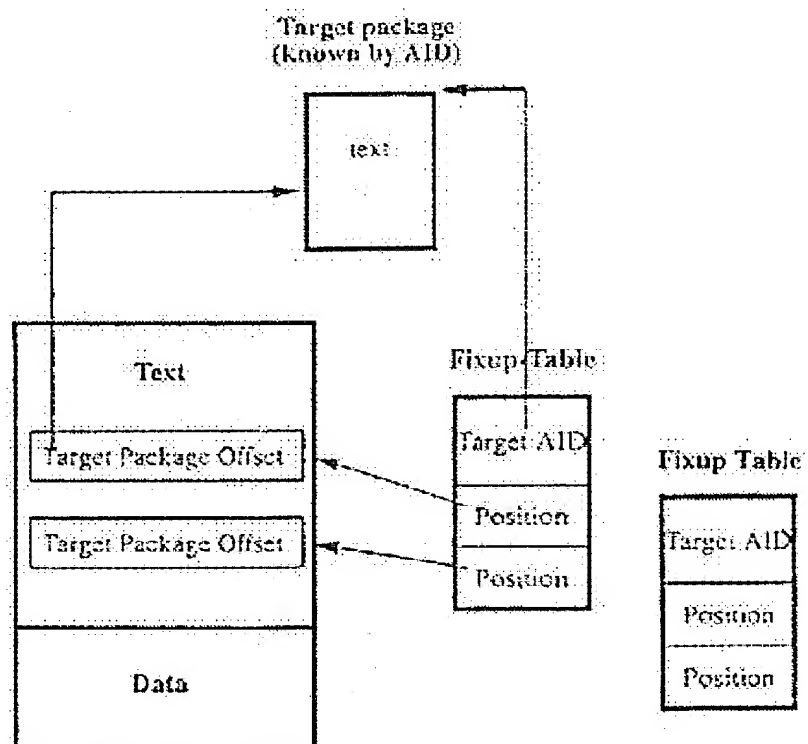 Target package
(known by AID)
text
Text
Target Package Offset
Target Package Offset
Data
Fixup-Table
Target AID
Position
Position
Fixup Table
Target AID
Position
Position